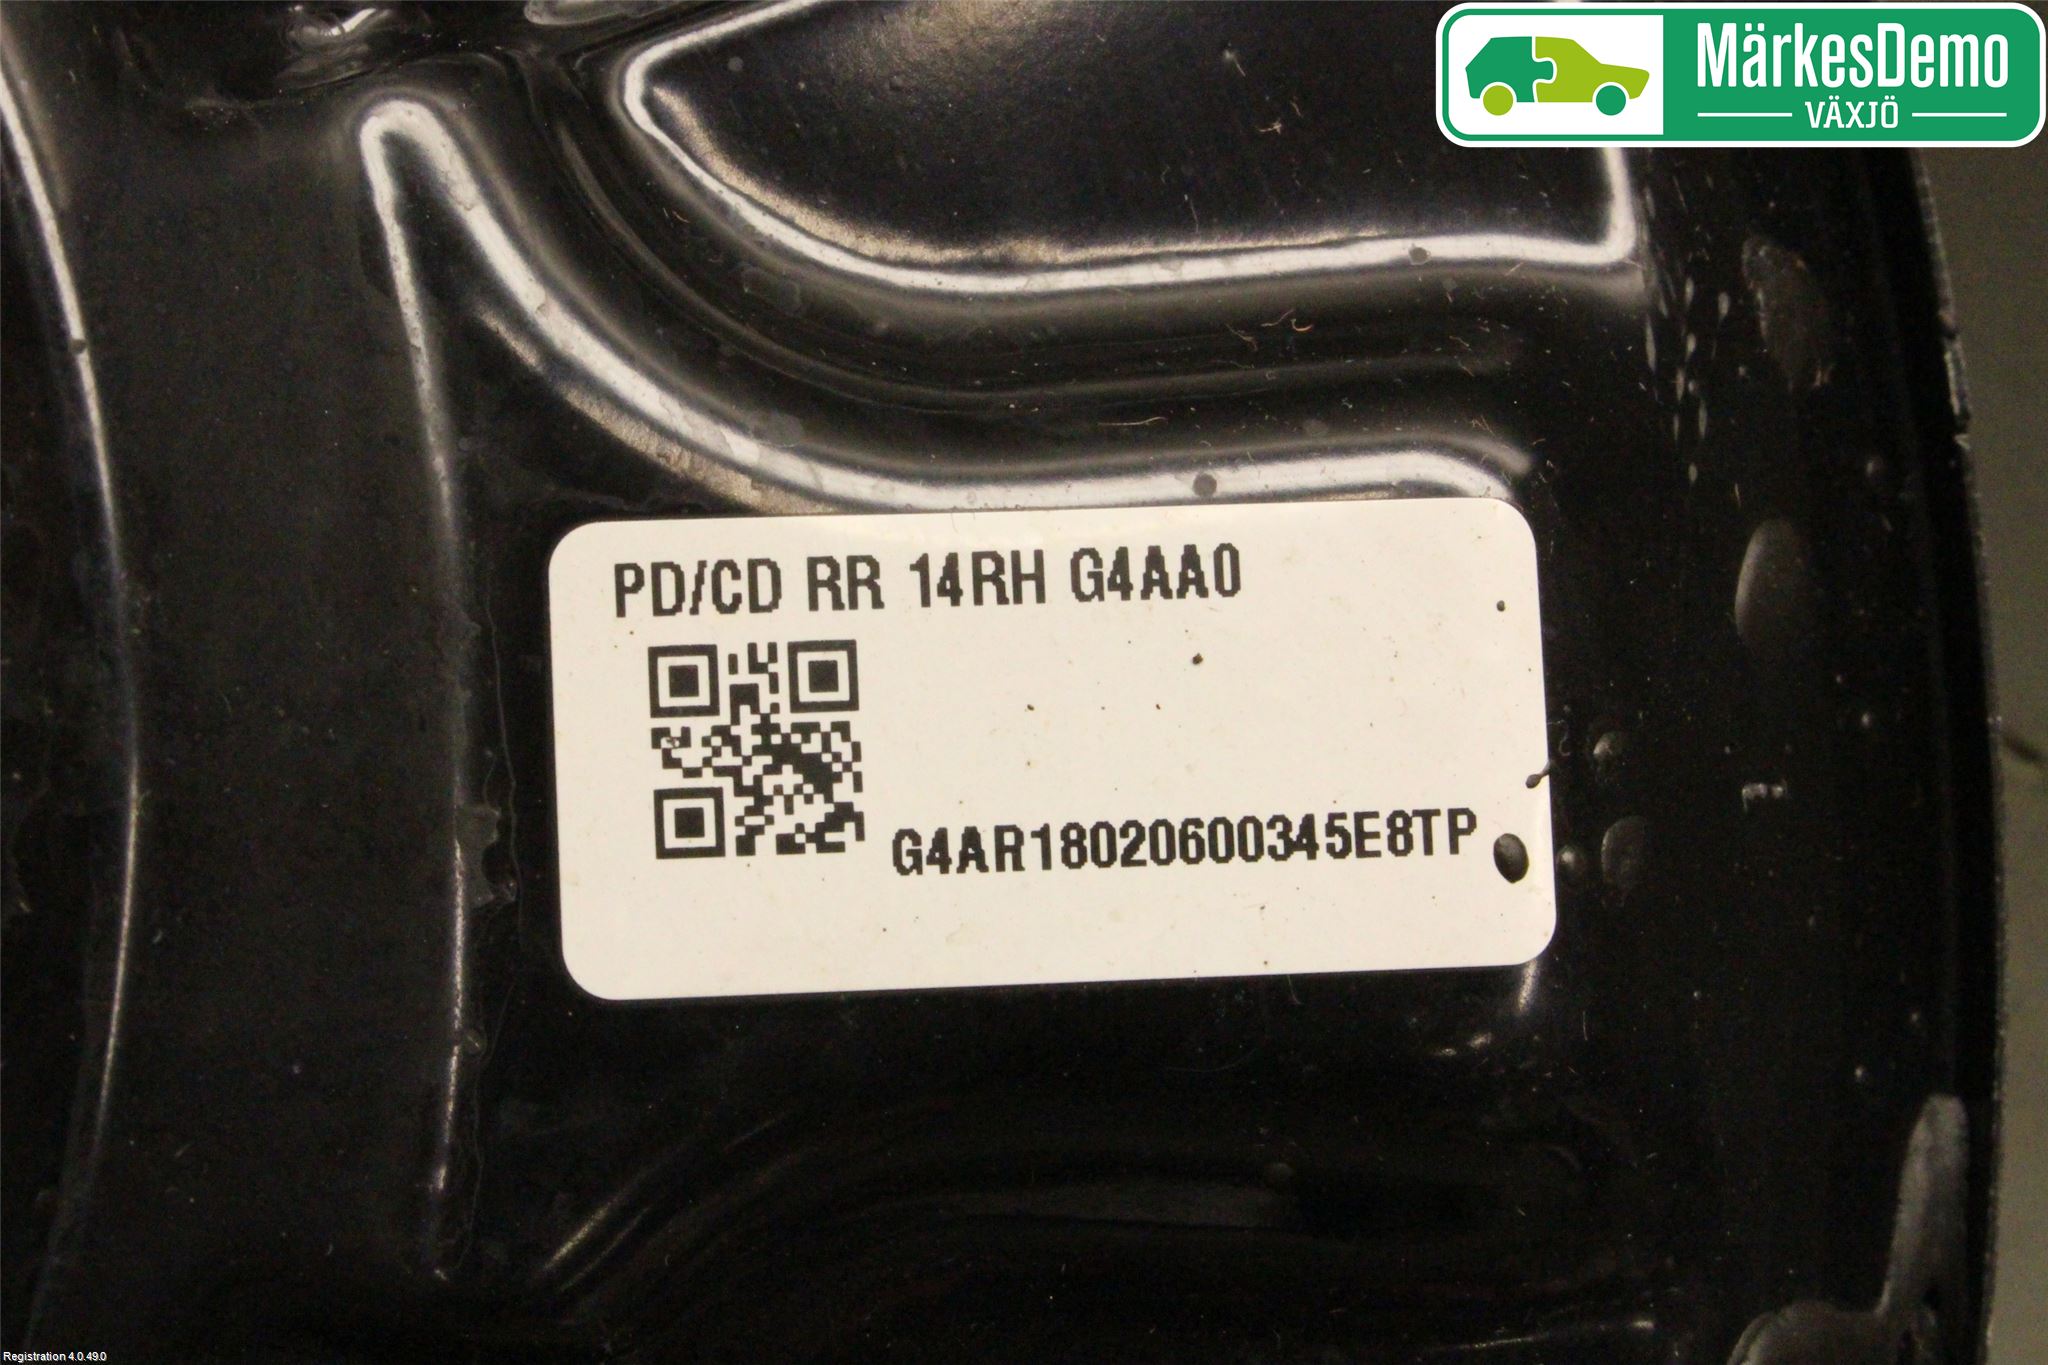 MärkesDemo
VÄXJÖ
PD/CD RR 14RH G4AA0
G4AR18020600345E8TP
Registration 4.0.49.0